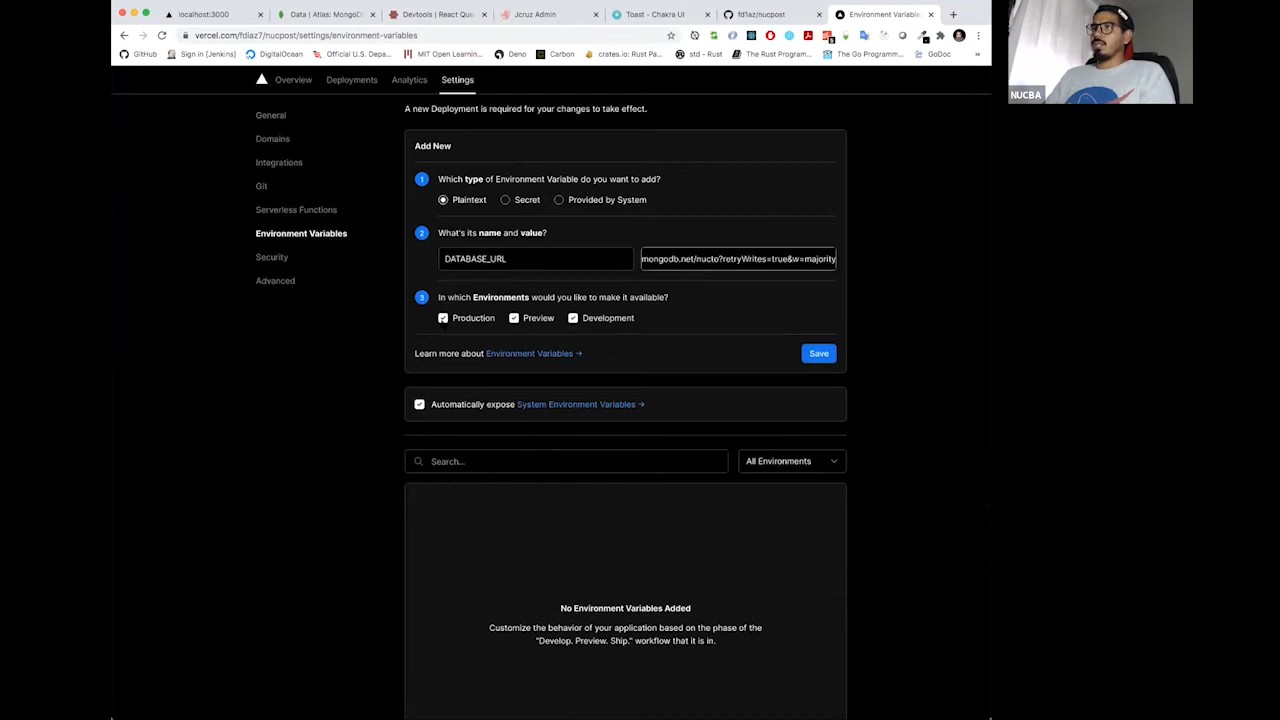 localhost:3000
Data | Atlas: MongoD
Devtools | React Que
Jcruz Admin
Toast - Chakra UI
fd1az/nucpost
Environment Variable
vercel.com/fdiaz7/nucpost/settings/environment-variables
GitHub
Sign in [Jenkins]
DigitalOcean
Official U.S. Depa...
MIT Open Learning...
Deno
Carbon
crates.io: Rust Pa...
std - Rust
The Rust Program...
The Go Programm...
GoDoc
»
NUCBA
Overview
Deployments
Analytics
Settings
General
Domains
Integrations
Git
Serverless Functions
Environment Variables
Security
Advanced
A new Deployment is required for your changes to take effect.
Add New
1 Which type of Environment Variable do you want to add?
Plaintext Secret Provided by System
2 What's its name and value?
DATABASE_URL mongodb.net/nucto?retryWrites=true&w=majority
3 In which Environments would you like to make it available?
Production Preview Development
Learn more about Environment Variables → Save
Automatically expose System Environment Variables →
Search... All Environments
No Environment Variables Added
Customize the behavior of your application based on the phase of the
"Develop. Preview. Ship." workflow that it is in.